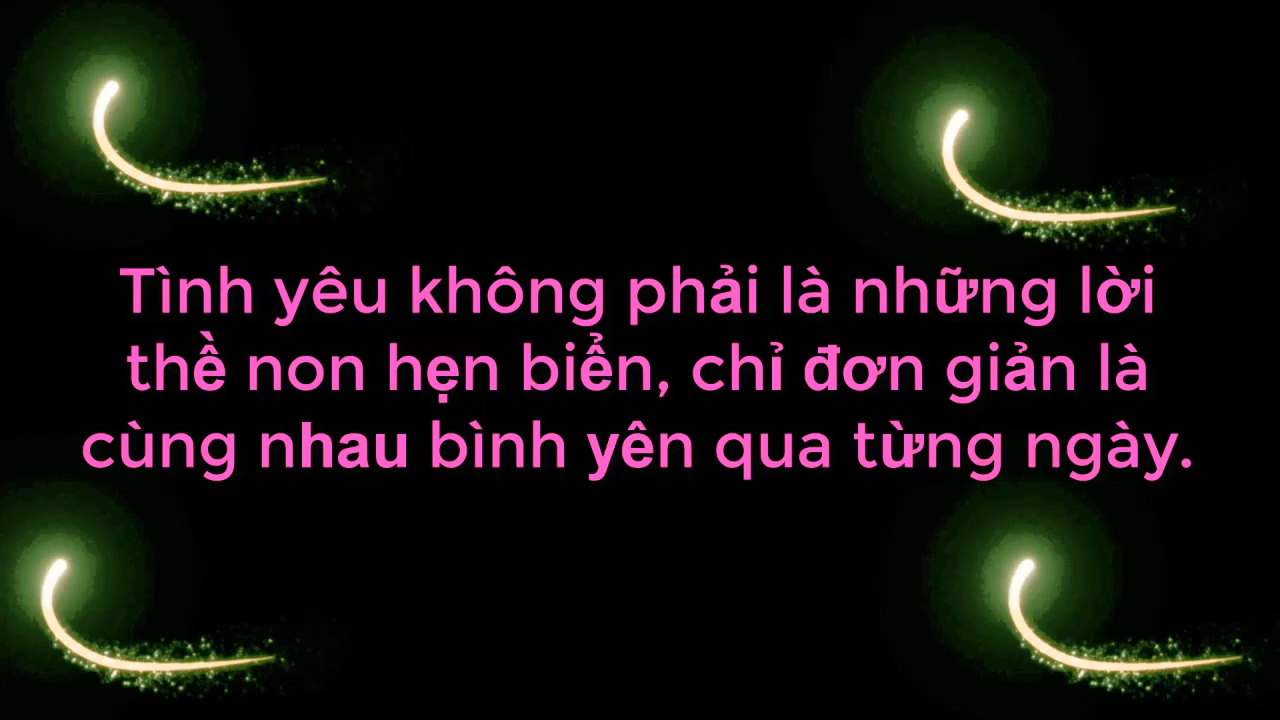 Tình yêu không phải là những lời
thề non hẹn biển, chỉ đơn giản là
cùng nhau bình yên qua từng ngày.